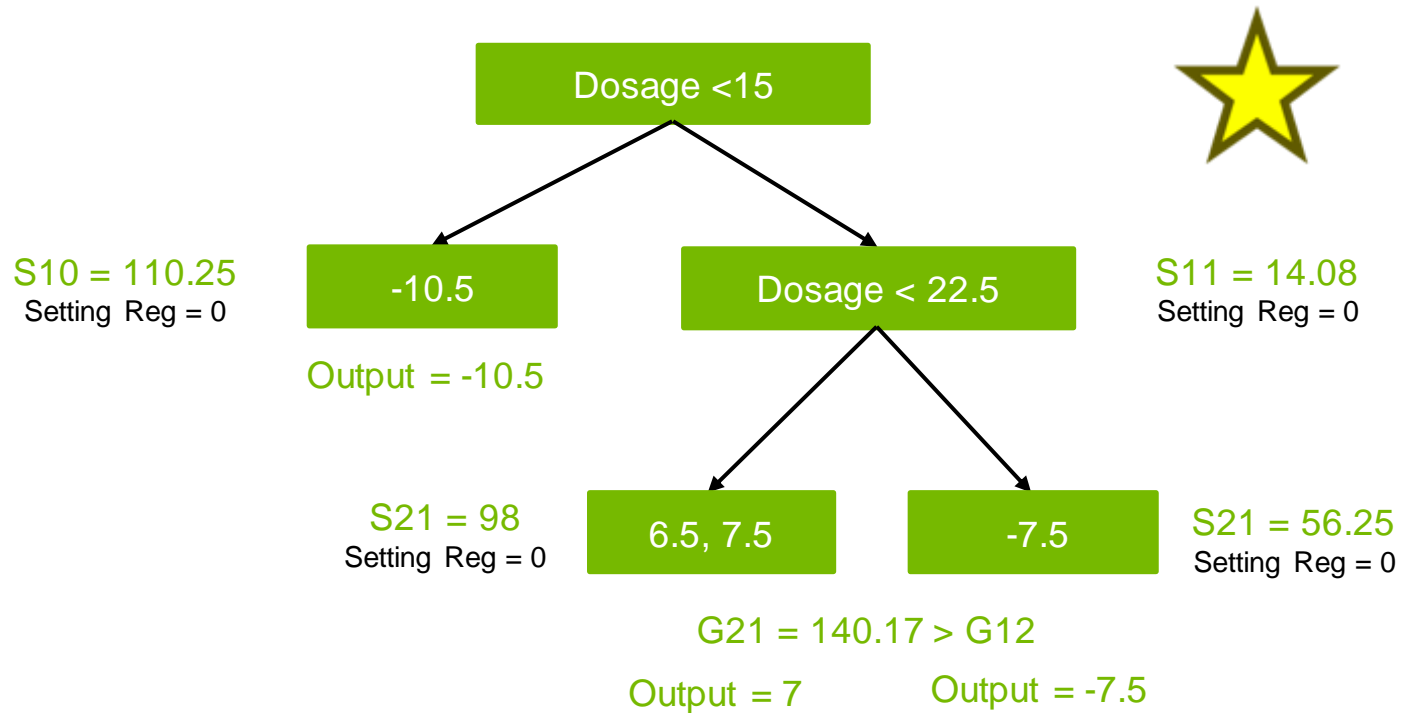 Dosage <15
S10 = 110.25
Setting Reg = 0
-10.5
Dosage < 22.5
S11 = 14.08
Setting Reg = 0
Output = -10.5
S21 = 98
Setting Reg = 0
6.5, 7.5
-7.5
S21 = 56.25
Setting Reg = 0
G21 = 140.17 > G12
Output = 7
Output = -7.5